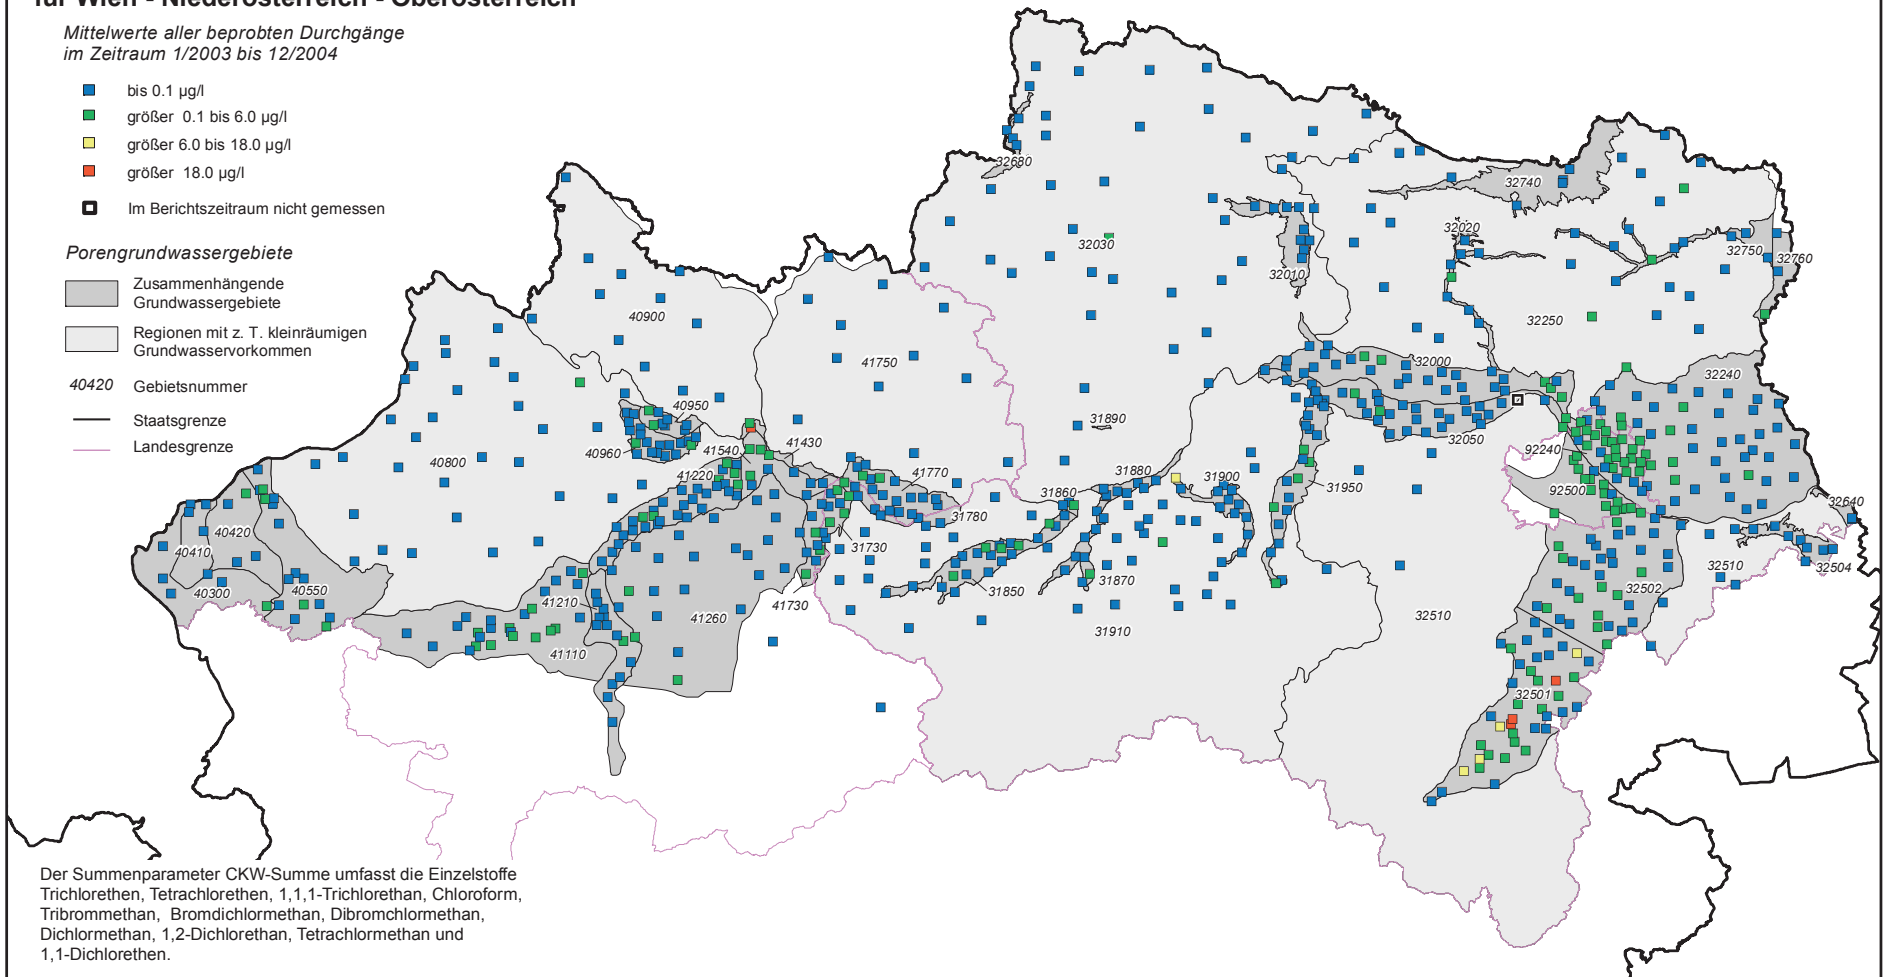 für Wien - Niederösterreich - Oberösterreich
Mittelwerte aller beprobten Durchgänge
im Zeitraum 1/2003 bis 12/2004
bis 0.1 µg/l
größer 0.1 bis 6.0 µg/l
größer 6.0 bis 18.0 µg/l
größer 18.0 µg/l
Im Berichtszeitraum nicht gemessen
Porengrundwassergebiete
Zusammenhängende
Grundwassergebiete
Regionen mit z. T. kleinräumigen
Grundwasservorkommen
40420 Gebietsnummer
Staatsgrenze
Landesgrenze
32680
32740
32030
32020
32010
32750
32760
40900
32250
41750
32000
32240
40950
31890
41430
32050
40960
41540
92240
40800
41220
41770
31880
31900
31950
92500
31860
32640
31780
40420
40410
31730
32504
40300
40550
31850
31870
32502
32510
41210
41730
41260
31910
32510
41110
32501
Der Summenparameter CKW-Summe umfasst die Einzelstoffe
Trichlorethen, Tetrachlorethen, 1,1,1-Trichlorethan, Chloroform,
Tribrommethan, Bromdichlormethan, Dibromchlormethan,
Dichlormethan, 1,2-Dichlorethan, Tetrachlormethan und
1,1-Dichlorethen.